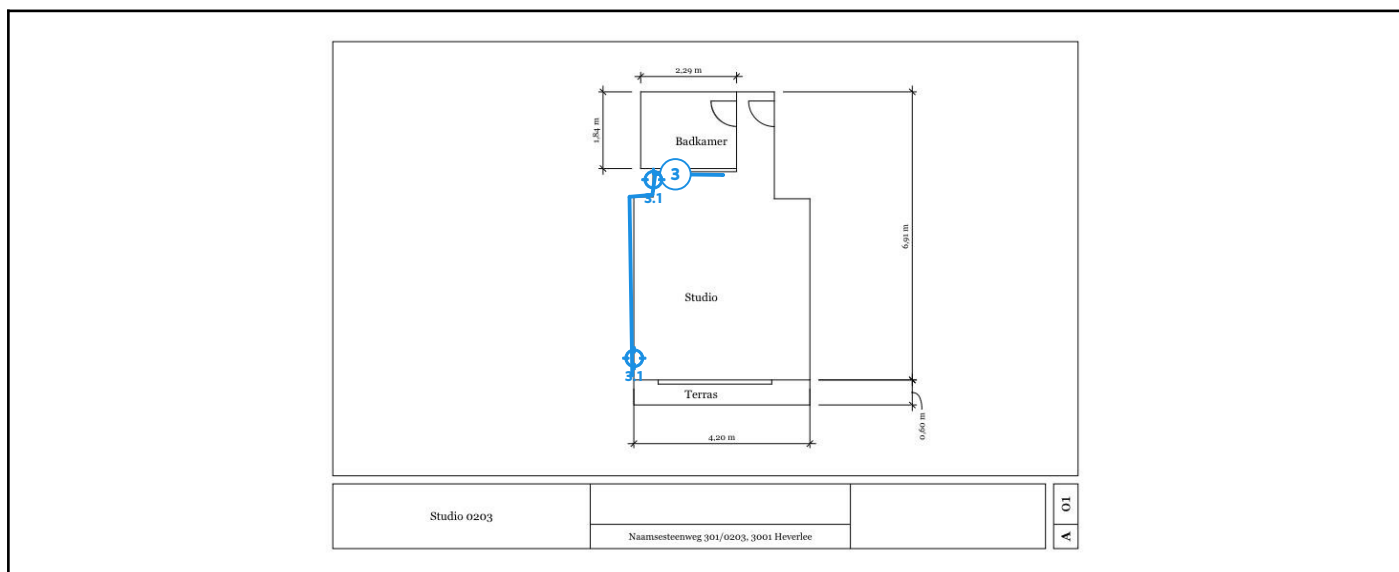 2,29 m
1,84 m
Badkamer
3
3.1
6,91 m
Studio
3.1
Terras
0,60 m
4,20 m
Studio 0203
Naamsesteenweg 301/0203, 3001 Heverlee
A 01